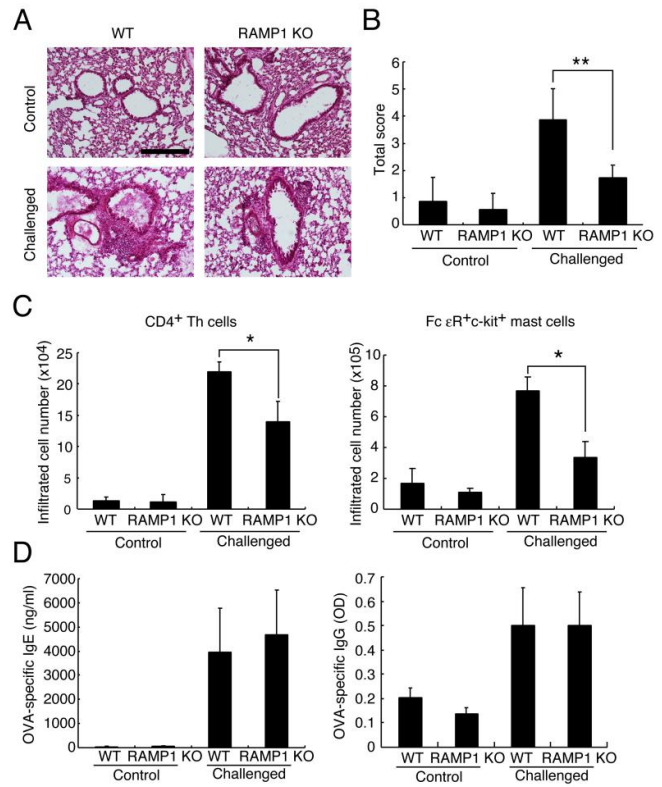 A
WT
RAMP1 KO
Control
Challenged
B
Total score
6
5
4
3
2
1
0
**
WT
RAMP1 KO
WT
RAMP1 KO
Control
Challenged
C
CD4+ Th cells
Infiltrated cell number (x10⁴)
25
20
15
10
5
0
*
WT
RAMP1 KO
WT
RAMP1 KO
Control
Challenged
Fc εR+c-kit+ mast cells
Infiltrated cell number (x10⁵)
10
8
6
4
2
0
*
WT
RAMP1 KO
WT
RAMP1 KO
Control
Challenged
D
OVA-specific IgE (ng/ml)
7000
6000
5000
4000
3000
2000
1000
0
WT
RAMP1 KO
WT
RAMP1 KO
Control
Challenged
OVA-specific IgG (OD)
0.7
0.6
0.5
0.4
0.3
0.2
0.1
0
WT
RAMP1 KO
WT
RAMP1 KO
Control
Challenged